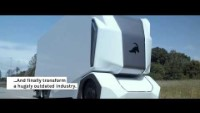 ...And finally transform
a hugely outdated industry.